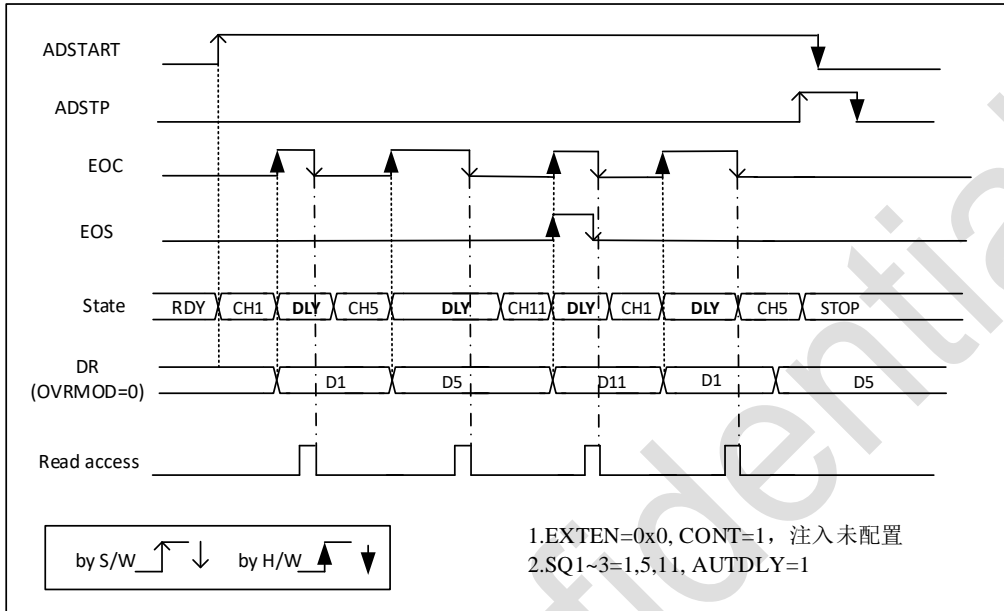 ADSTART
ADSTP
EOC
EOS
State RDY CH1 DLY CH5 DLY CH11 DLY CH1 DLY CH5 STOP
DR
(OVRMOD=0) D1 D5 D11 D1 D5
Read access
by S/W by H/W
1.EXTEN=0x0, CONT=1，注入未配置
2.SQ1~3=1,5,11, AUTDLY=1